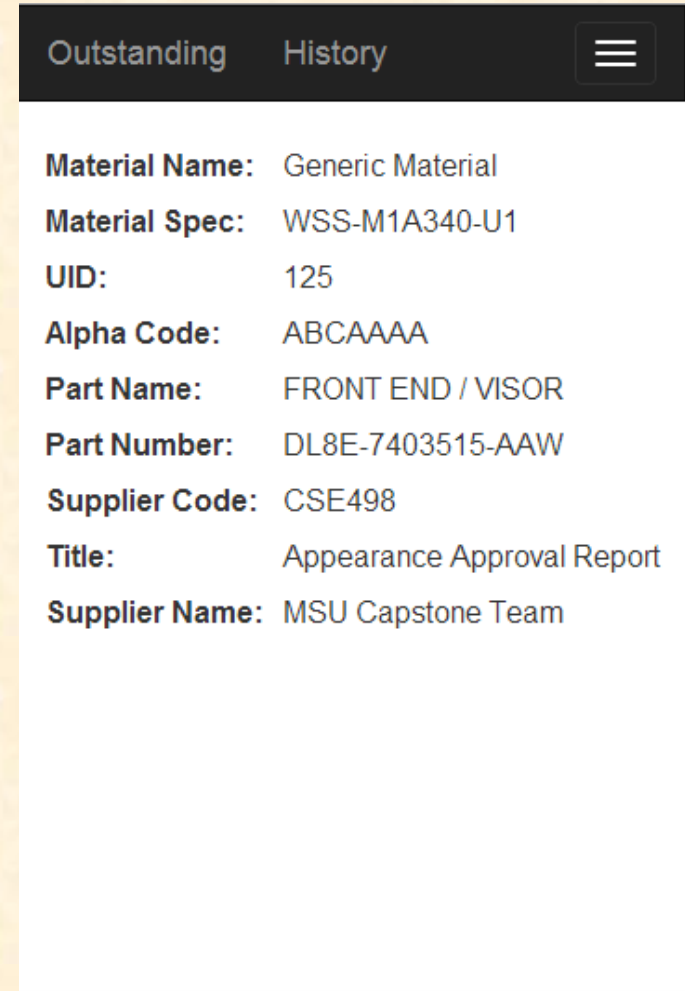 Outstanding History
Material Name: Generic Material
Material Spec: WSS-M1A340-U1
UID: 125
Alpha Code: ABCAAAA
Part Name: FRONT END / VISOR
Part Number: DL8E-7403515-AAW
Supplier Code: CSE498
Title: Appearance Approval Report
Supplier Name: MSU Capstone Team